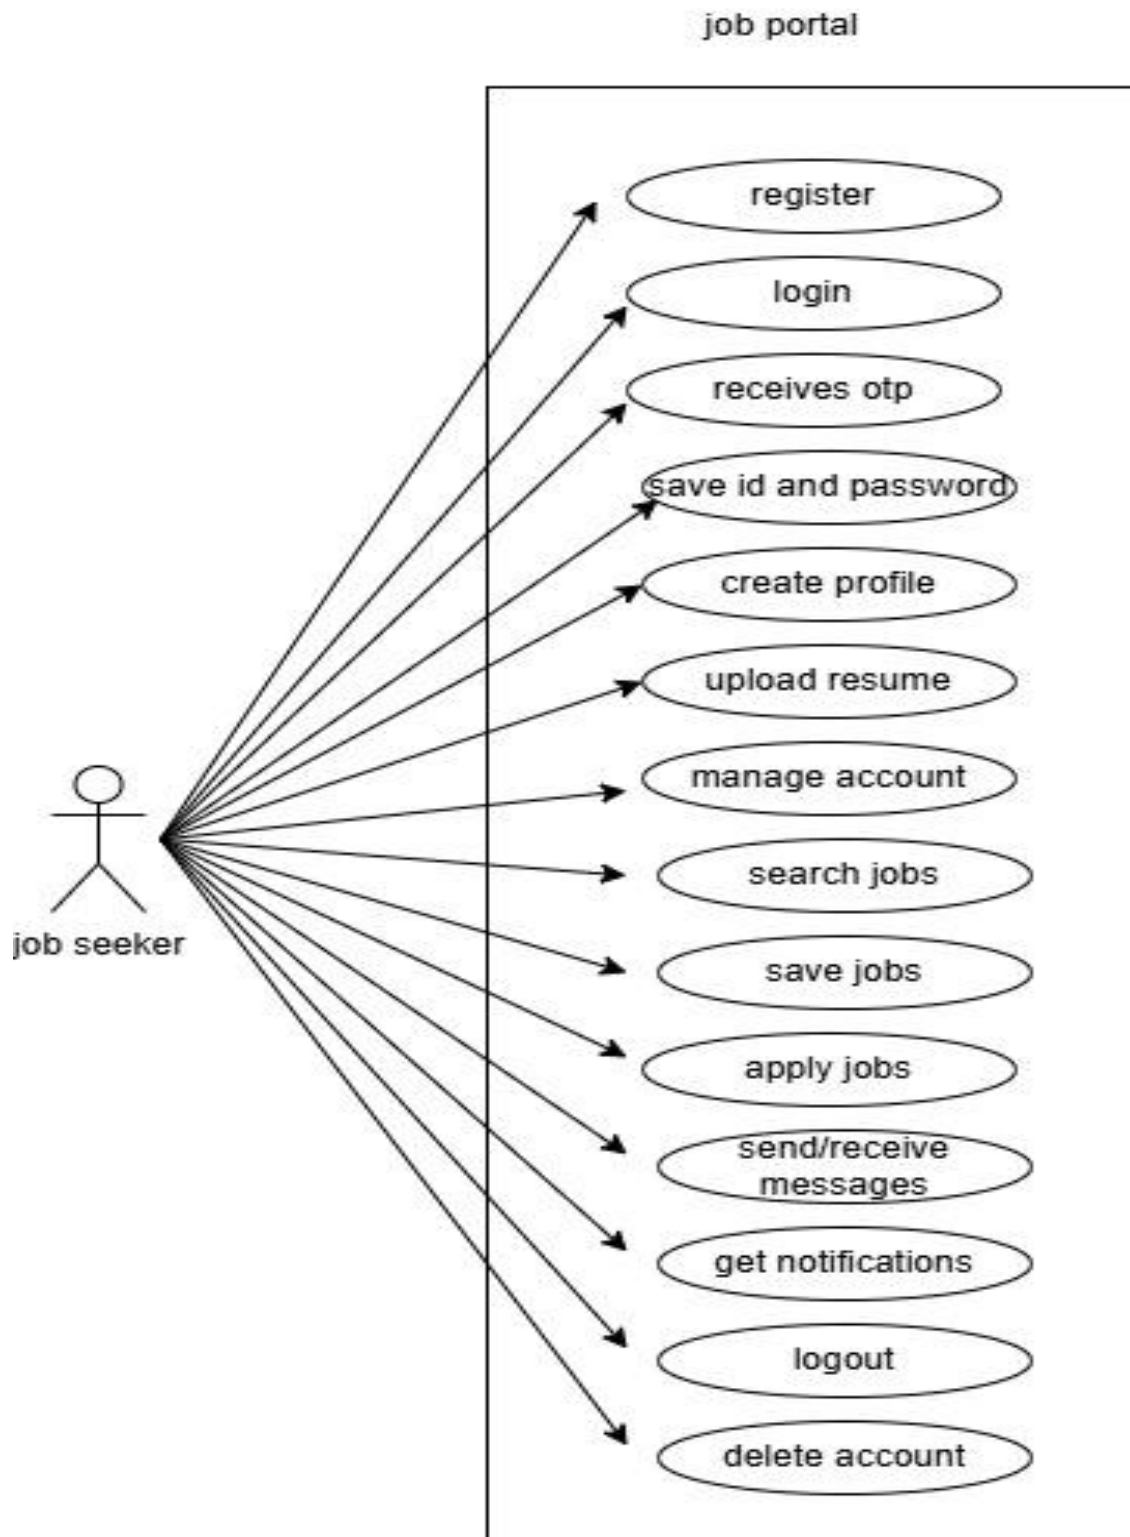 job portal
register
login
receives otp
save id and password
create profile
upload resume
manage account
search jobs
job seeker
save jobs
apply jobs
send/receive
messages
get notifications
logout
delete account